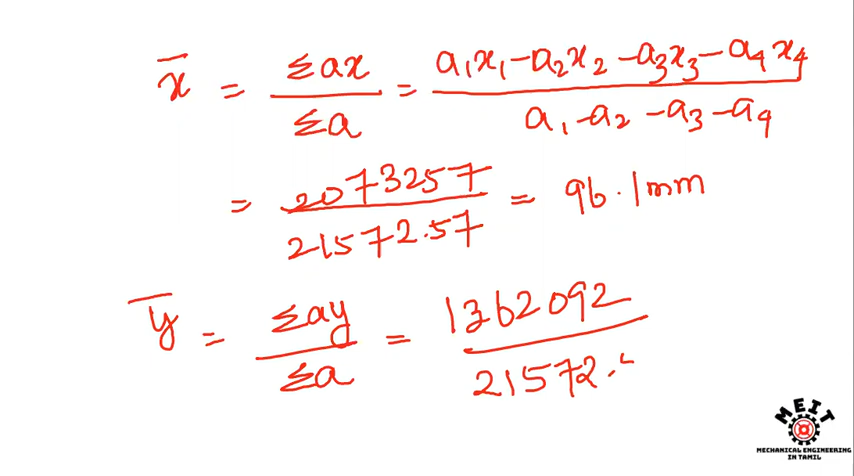 x̄ = Σax / Σa = a₁x₁ - a₂x₂ - a₃x₃ - a₄x₄ / a₁ - a₂ - a₃ - a₄
= 2073257 / 21572.57 = 96.1mm
ȳ = Σay / Σa = 1362092 / 21572.5
MEIT
MECHANICAL ENGINEERING
IN TAMIL